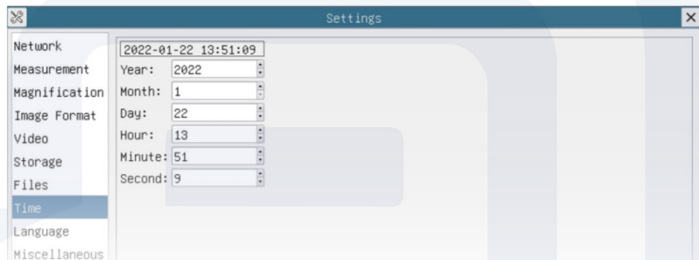 Settings
Network
Measurement
Magnification
Image Format
Video
Storage
Files
Time
Language
Miscellaneous
2022-01-22 13:51:09
Year: 2022
Month: 1
Day: 22
Hour: 13
Minute: 51
Second: 9